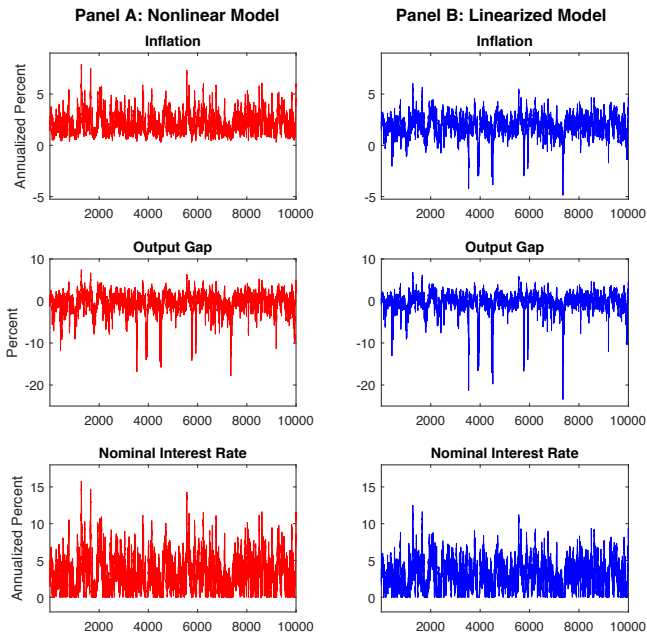 Panel A: Nonlinear Model
Inflation
Annualized Percent
5
0
-5
2000 4000 6000 8000 10000
Output Gap
Percent
10
0
-10
-20
2000 4000 6000 8000 10000
Nominal Interest Rate
Annualized Percent
15
10
5
0
2000 4000 6000 8000 10000
Panel B: Linearized Model
Inflation
5
0
-5
2000 4000 6000 8000 10000
Output Gap
10
0
-10
-20
2000 4000 6000 8000 10000
Nominal Interest Rate
15
10
5
0
2000 4000 6000 8000 10000